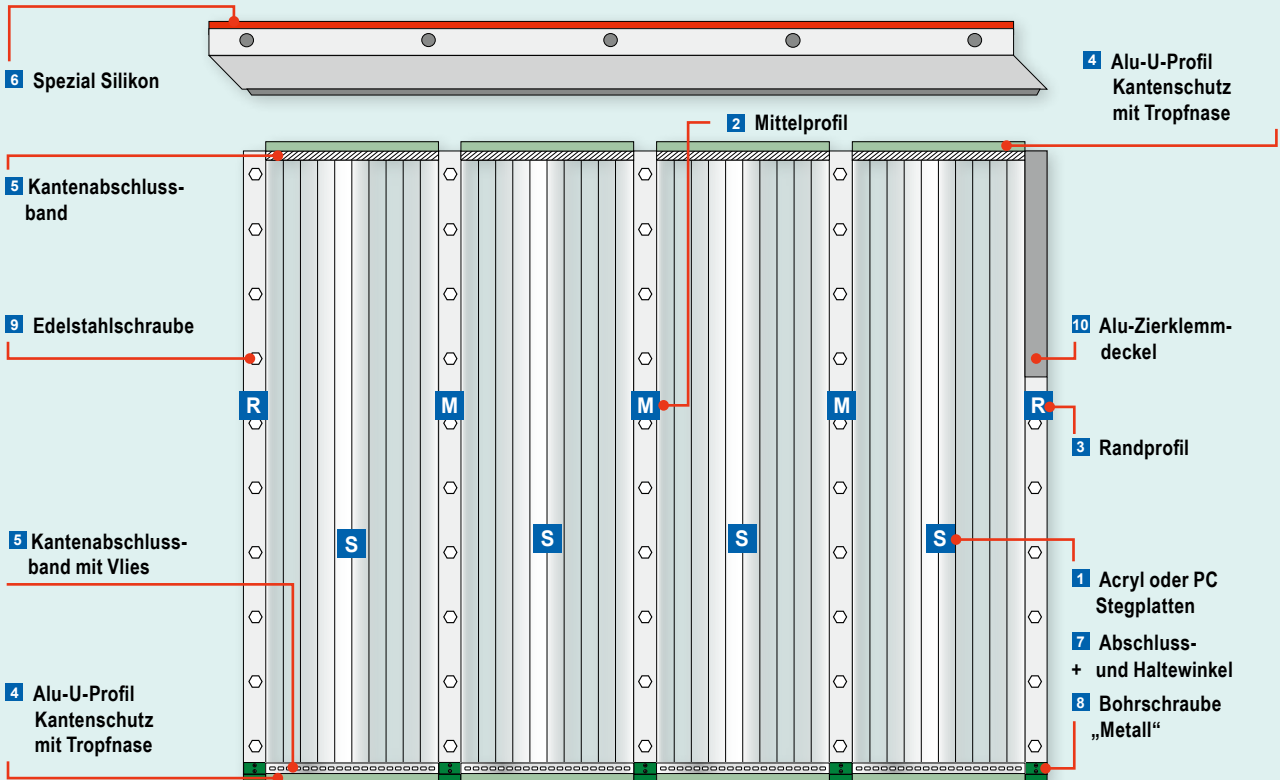 6 Spezial Silikon
4 Alu-U-Profil
Kantenschutz
mit Tropfnase
2 Mittelprofil
5 Kantenabschluss-
band
9 Edelstahlschraube
10 Alu-Zierklemm-
deckel
R M M M R
3 Randprofil
S S S S
5 Kantenabschluss-
band mit Vlies
1 Acryl oder PC
Stegplatten
7 Abschluss-
+ und Haltewinkel
4 Alu-U-Profil
Kantenschutz
mit Tropfnase
8 Bohrschraube
„Metall“